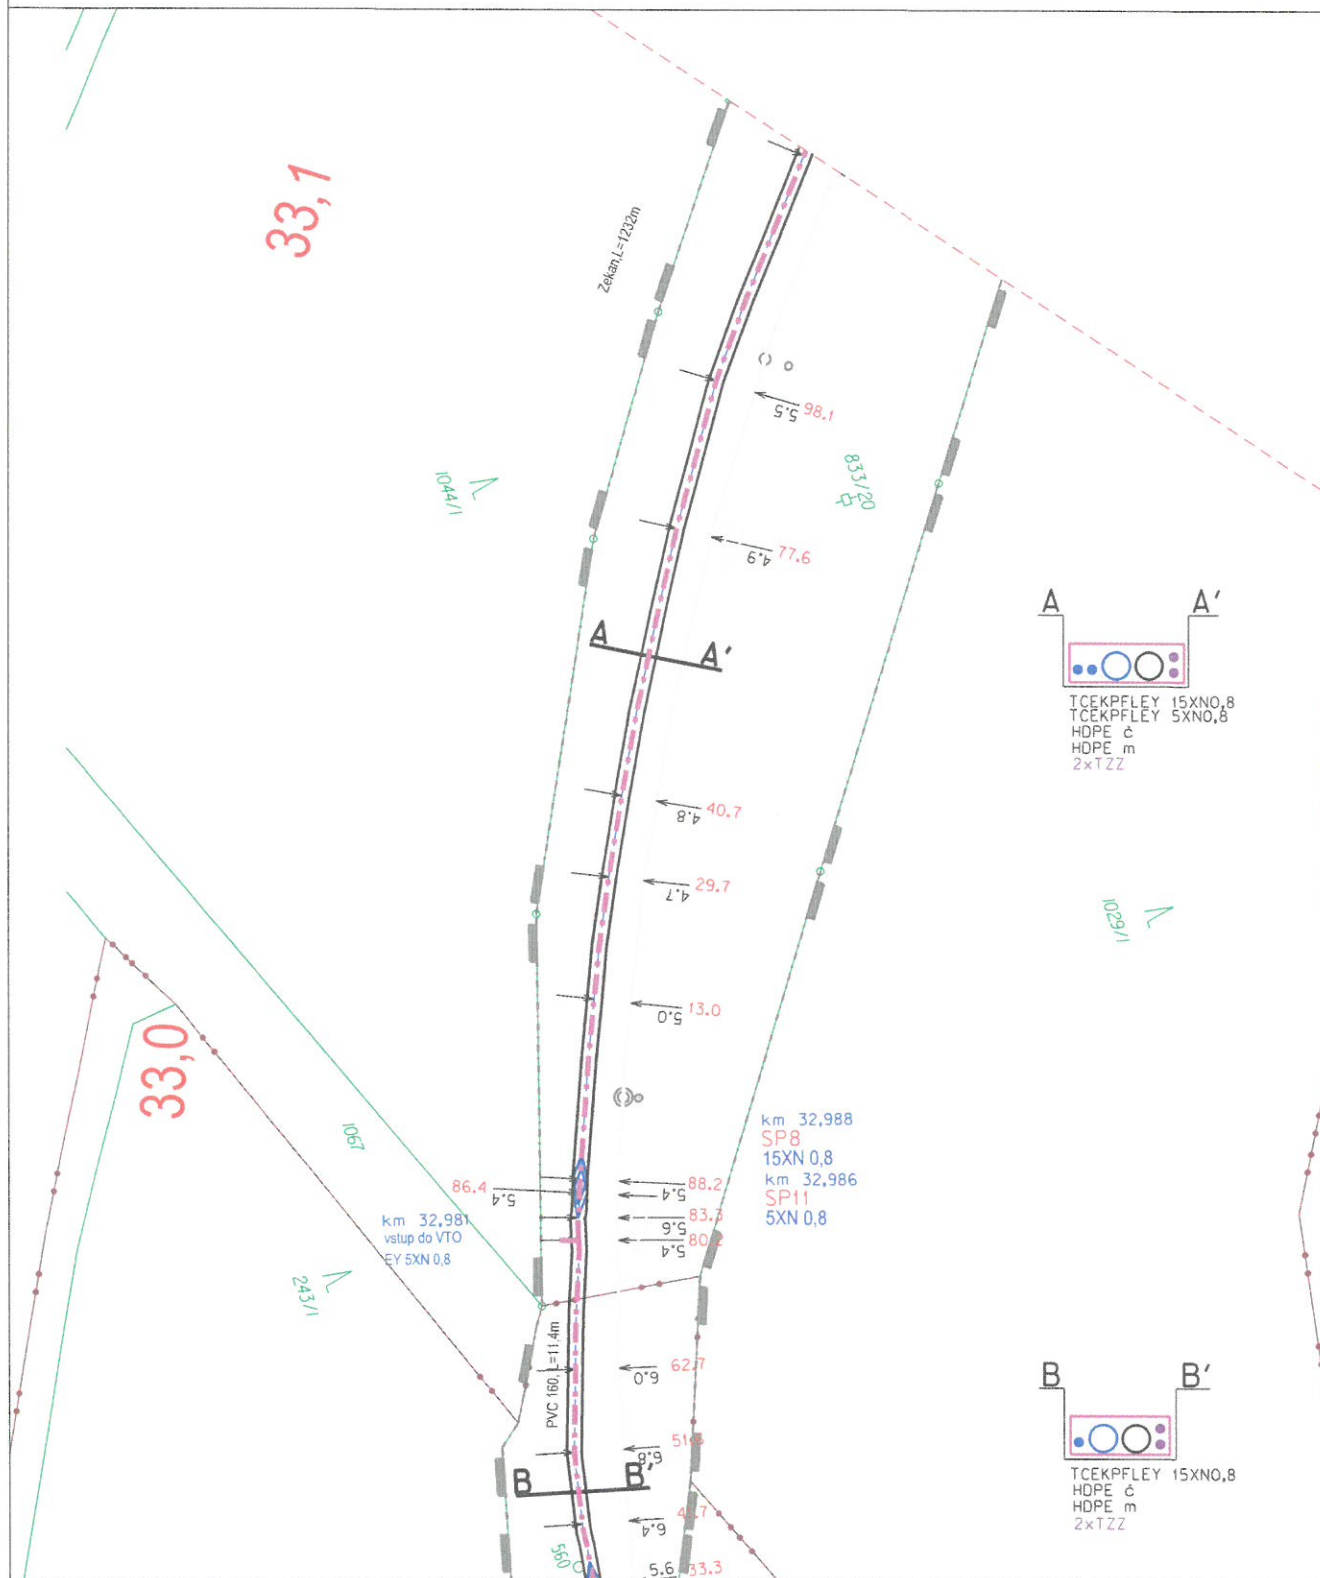 33,1
Zekan,L=1232m
98.1
5.5
833/20
1044/1
77.6
4.9
A
A'
A
A'
TCEKPFLEY 15XN0,8
TCEKPFLEY 5XN0,8
HDPE č
HDPE m
2xTZZ
40.7
4.8
29.7
4.7
1029/1
13.0
5.0
33,0
1067
km 32,988
SP8
15XN 0,8
km 32,986
SP11
5XN 0,8
86.4
5.4
88.2
5.4
83.3
5.6
5.4
km 32,981
vstup do VTO
EY 5XN 0,8
243/1
PVC 160, L=11,4m
62.7
6.0
6.8
B
B'
B
B'
TCEKPFLEY 15XN0,8
HDPE č
HDPE m
2xTZZ
6.4
560
5.6
33.3